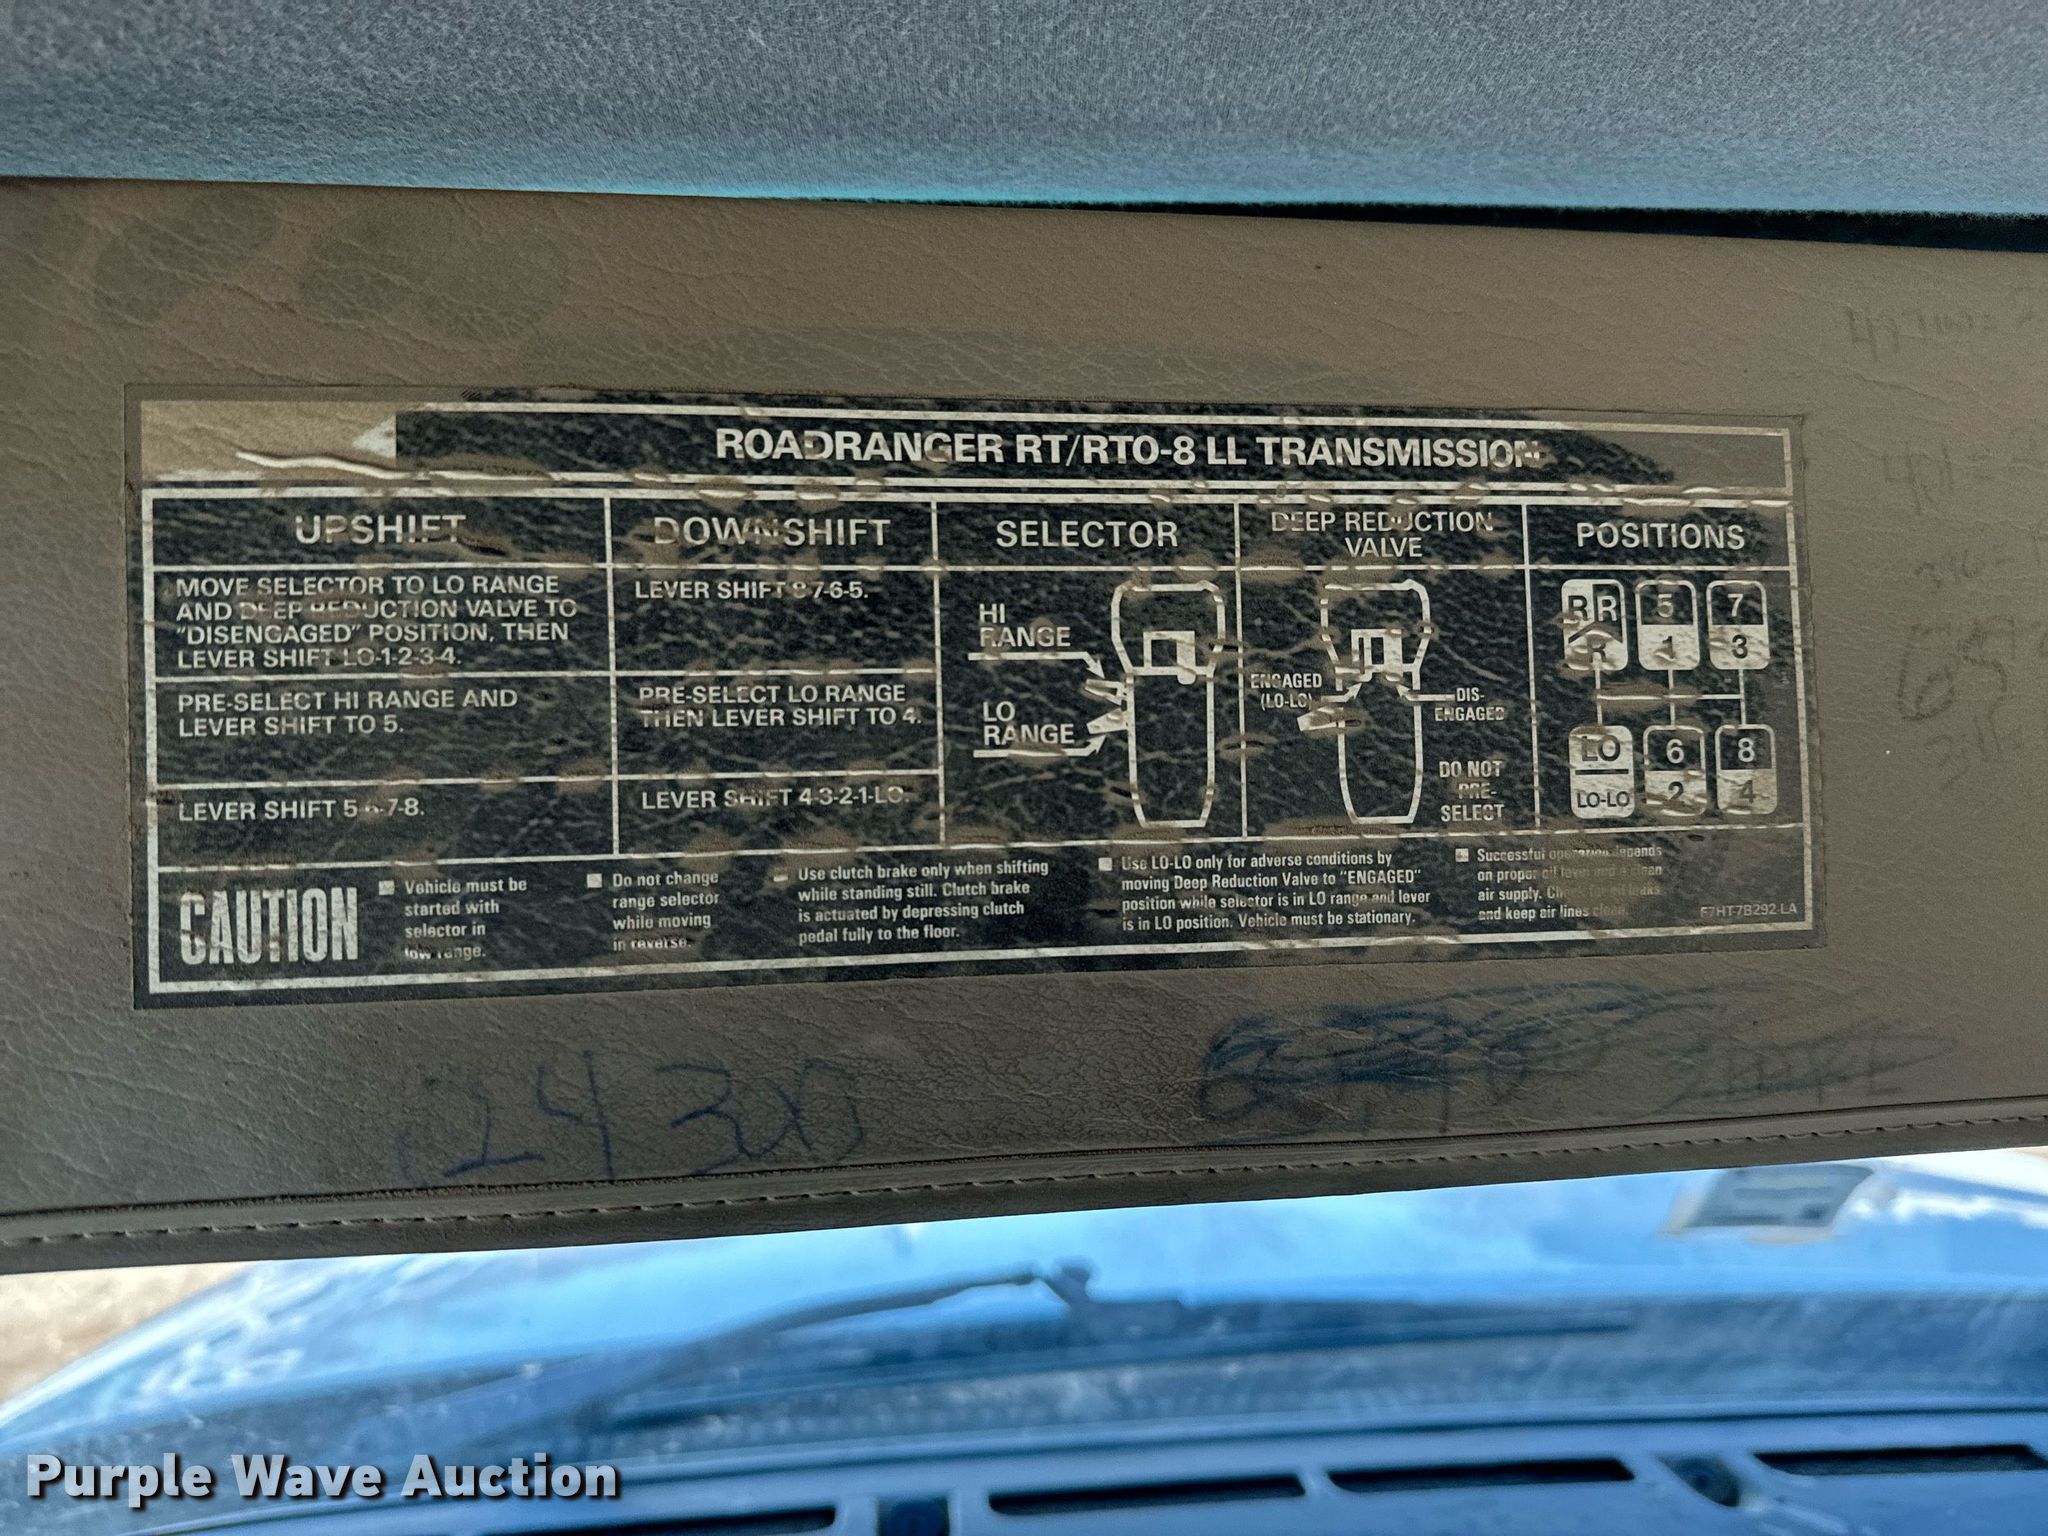 ROADRANGER RT/RTO-8 LL TRANSMISSION
UPSHIFT
MOVE SELECTOR TO LO RANGE
AND DEEP REDUCTION VALVE TO
"DISENGAGED" POSITION, THEN
LEVER SHIFT LO-1-2-3-4.
PRE-SELECT HI RANGE AND
LEVER SHIFT TO 5.
LEVER SHIFT 5-6-7-8.
DOWNSHIFT
LEVER SHIFT 8-7-6-5.
PRE-SELECT LO RANGE
THEN LEVER SHIFT TO 4.
LEVER SHIFT 4-3-2-1-LO.
SELECTOR
HI
RANGE
LO
RANGE
DEEP REDUCTION
VALVE
ENGAGED
(LO-LO)
DIS-
ENGAGED
DO NOT
PRE-
SELECT
POSITIONS
R R 5 7
R 1 3
LO 6 8
LO-LO 2 4
CAUTION
Vehicle must be
started with
selector in
low range.
Do not change
range selector
while moving
in reverse.
Use clutch brake only when shifting
while standing still. Clutch brake
is actuated by depressing clutch
pedal fully to the floor.
Use LO-LO only for adverse conditions by
moving Deep Reduction Valve to "ENGAGED"
position while selector is in LO range and lever
is in LO position. Vehicle must be stationary.
Successful operation depends
on proper oil level and a clean
air supply. Check for oil leaks
and keep air lines clean.
F7HT-7B292-LA
24300
Purple Wave Auction